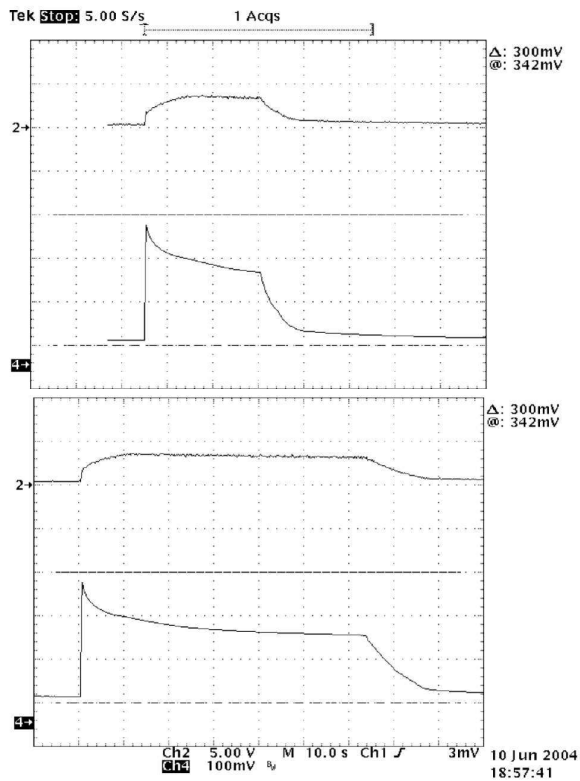 Tek Stop: 5.00 S/s 1 Acqs
Δ: 300mV
@: 342mV
2→
4→
Δ: 300mV
@: 342mV
2→
4→
Ch2 5.00 V M 10.0 s Ch1 ʃ 3mV
Ch4 100mV
10 Jun 2004
18:57:41